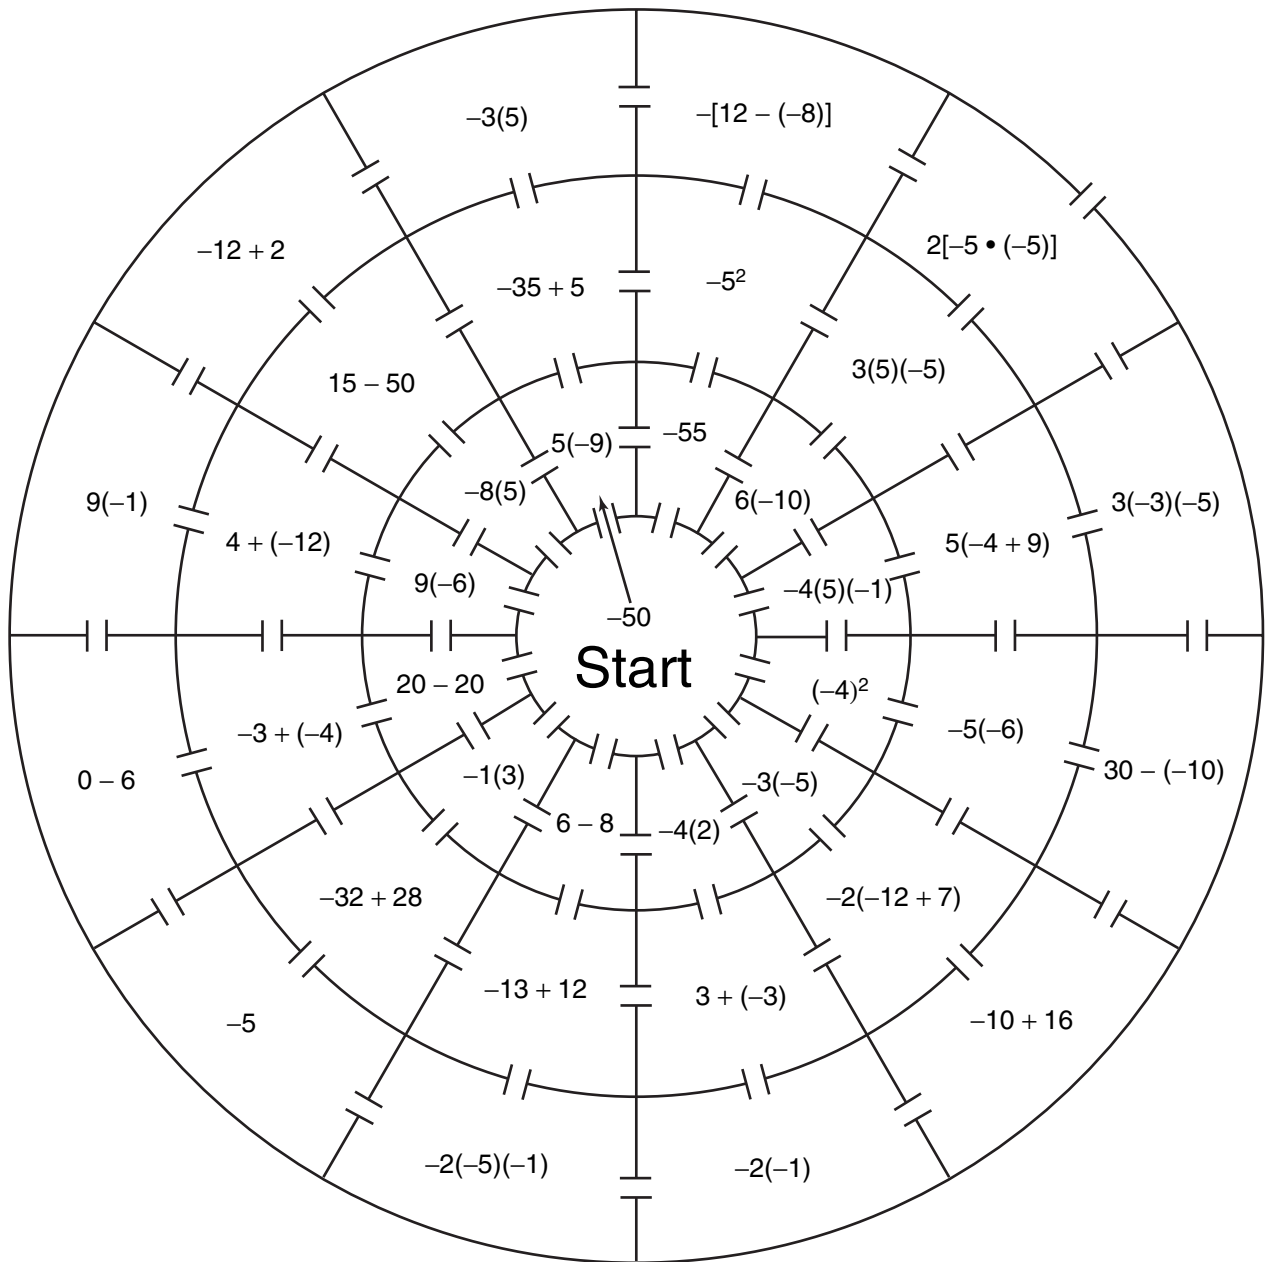 –3(5)
–[12 – (–8)]
–12 + 2
2[–5 • (–5)]
–35 + 5
–5²
15 – 50
3(5)(–5)
5(–9)
–55
–8(5)
6(–10)
9(–1)
3(–3)(–5)
4 + (–12)
5(–4 + 9)
9(–6)
–4(5)(–1)
–50
Start
20 – 20
(–4)²
–3 + (–4)
–5(–6)
0 – 6
30 – (–10)
–1(3)
–3(–5)
6 – 8
–4(2)
–32 + 28
–2(–12 + 7)
–13 + 12
3 + (–3)
–5
–10 + 16
–2(–5)(–1)
–2(–1)